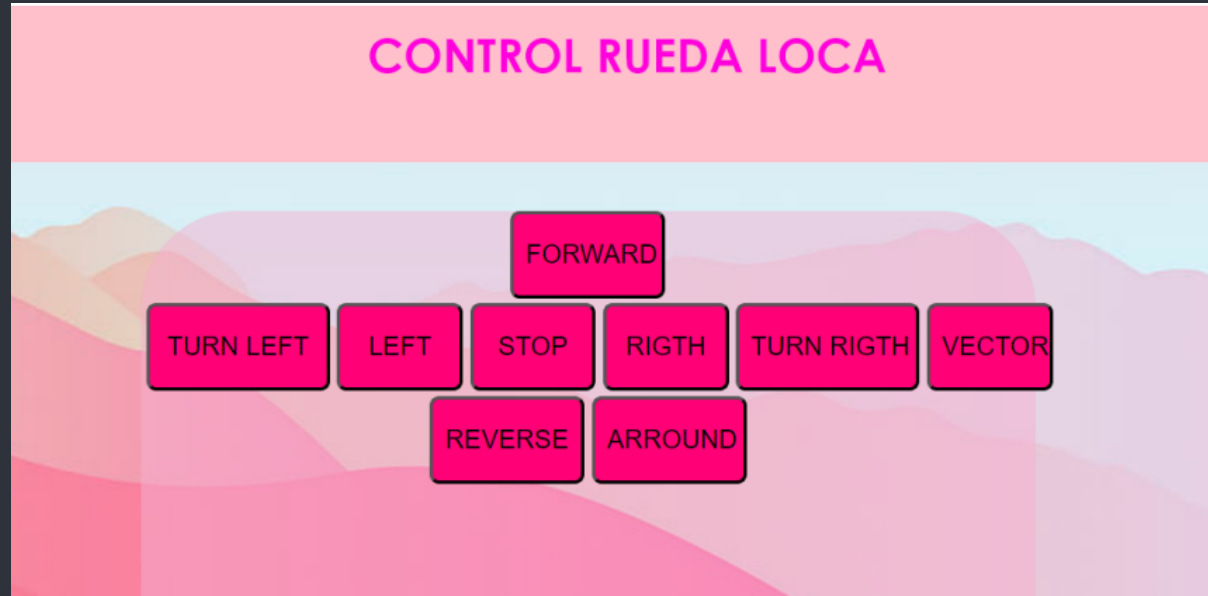 CONTROL RUEDA LOCA
FORWARD
TURN LEFT LEFT STOP RIGTH TURN RIGTH VECTOR
REVERSE ARROUND